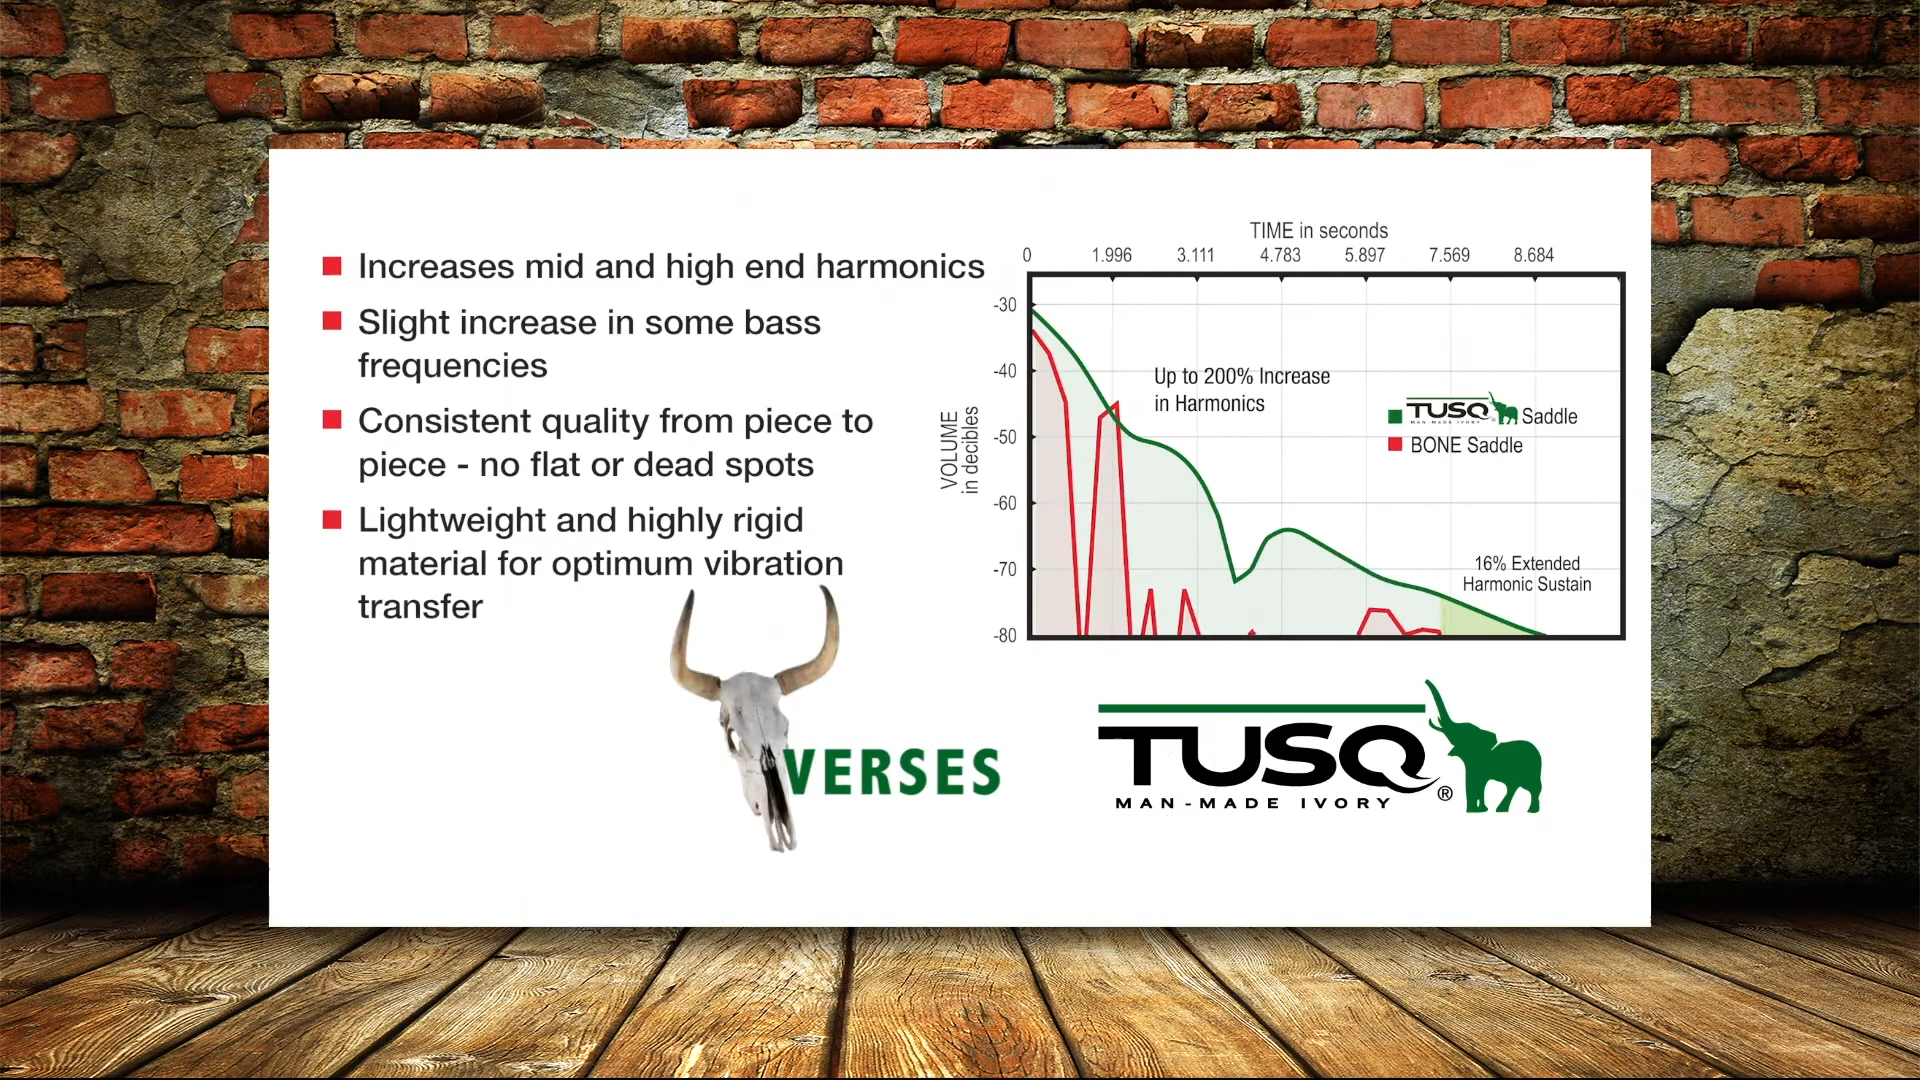 Increases mid and high end harmonics
Slight increase in some bass
frequencies
Consistent quality from piece to
piece - no flat or dead spots
Lightweight and highly rigid
material for optimum vibration
transfer
VERSES
TIME in seconds
0 1.996 3.111 4.783 5.897 7.569 8.684
VOLUME
in decibles
-30
-40
-50
-60
-70
-80
Up to 200% Increase
in Harmonics
TUSQ Saddle
MAN-MADE IVORY
BONE Saddle
16% Extended
Harmonic Sustain
TUSQ
MAN-MADE IVORY ®